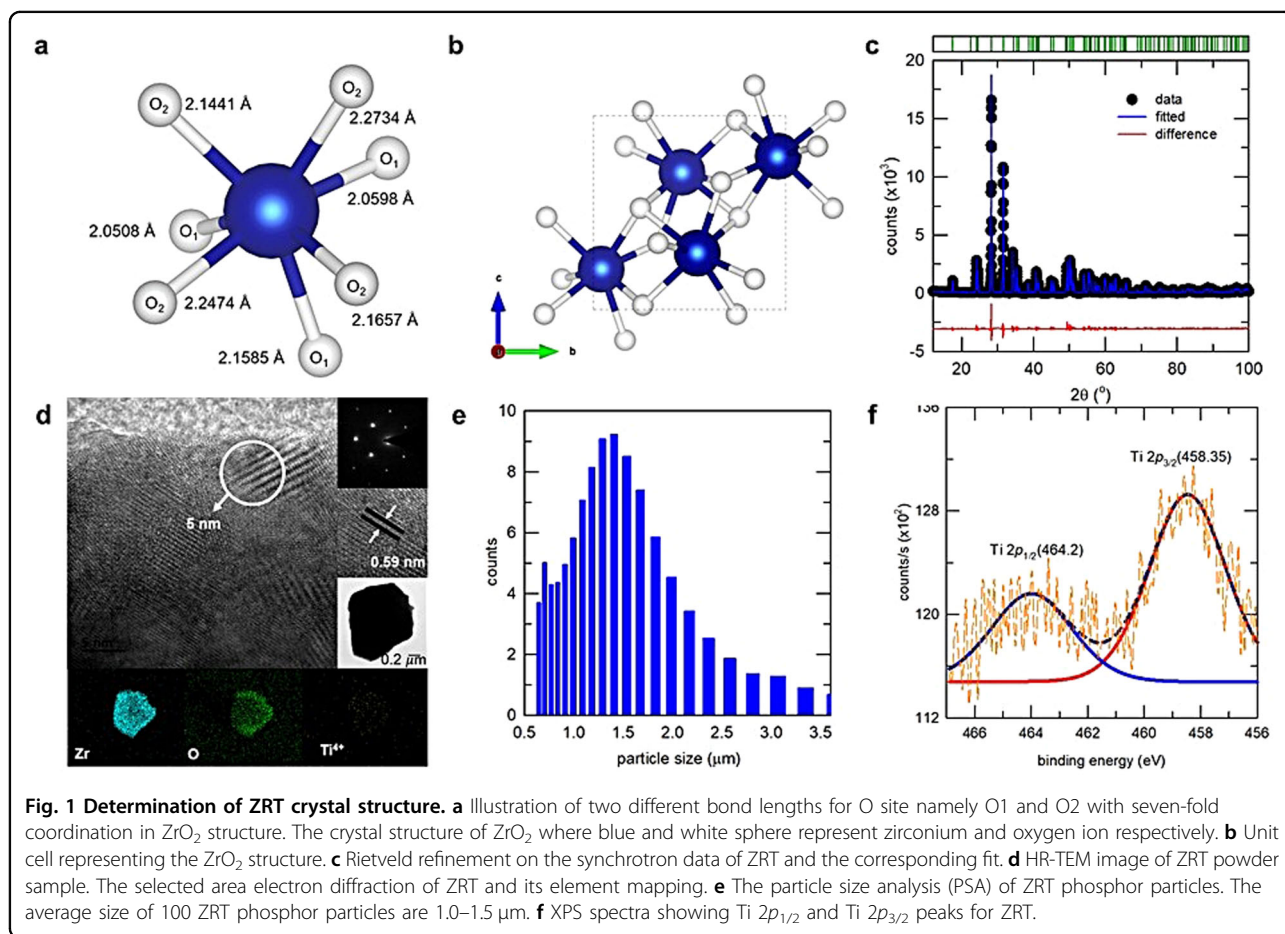 a
O2
2.1441 Å
O2
2.2734 Å
O1
2.0598 Å
2.0508 Å
O1
O2
2.2474 Å
O2
2.1657 Å
2.1585 Å
O1
b
c
b
c
20
15
10
5
0
-5
counts (x10³)
data
fitted
difference
20 40 60 80 100
2θ (°)
d
5 nm
0.59 nm
0.2 µm
5 nm
Zr
O
Ti⁴⁺
e
10
8
6
4
2
0
counts
0.5 1.0 1.5 2.0 2.5 3.0 3.5
particle size (µm)
f
136
128
120
112
counts/s (x10²)
Ti 2p3/2(458.35)
Ti 2p1/2(464.2)
466 464 462 460 458 456
binding energy (eV)
Fig. 1 Determination of ZRT crystal structure. a Illustration of two different bond lengths for O site namely O1 and O2 with seven-fold
coordination in ZrO2 structure. The crystal structure of ZrO2 where blue and white sphere represent zirconium and oxygen ion respectively. b Unit
cell representing the ZrO2 structure. c Rietveld refinement on the synchrotron data of ZRT and the corresponding fit. d HR-TEM image of ZRT powder
sample. The selected area electron diffraction of ZRT and its element mapping. e The particle size analysis (PSA) of ZRT phosphor particles. The
average size of 100 ZRT phosphor particles are 1.0–1.5 µm. f XPS spectra showing Ti 2p1/2 and Ti 2p3/2 peaks for ZRT.